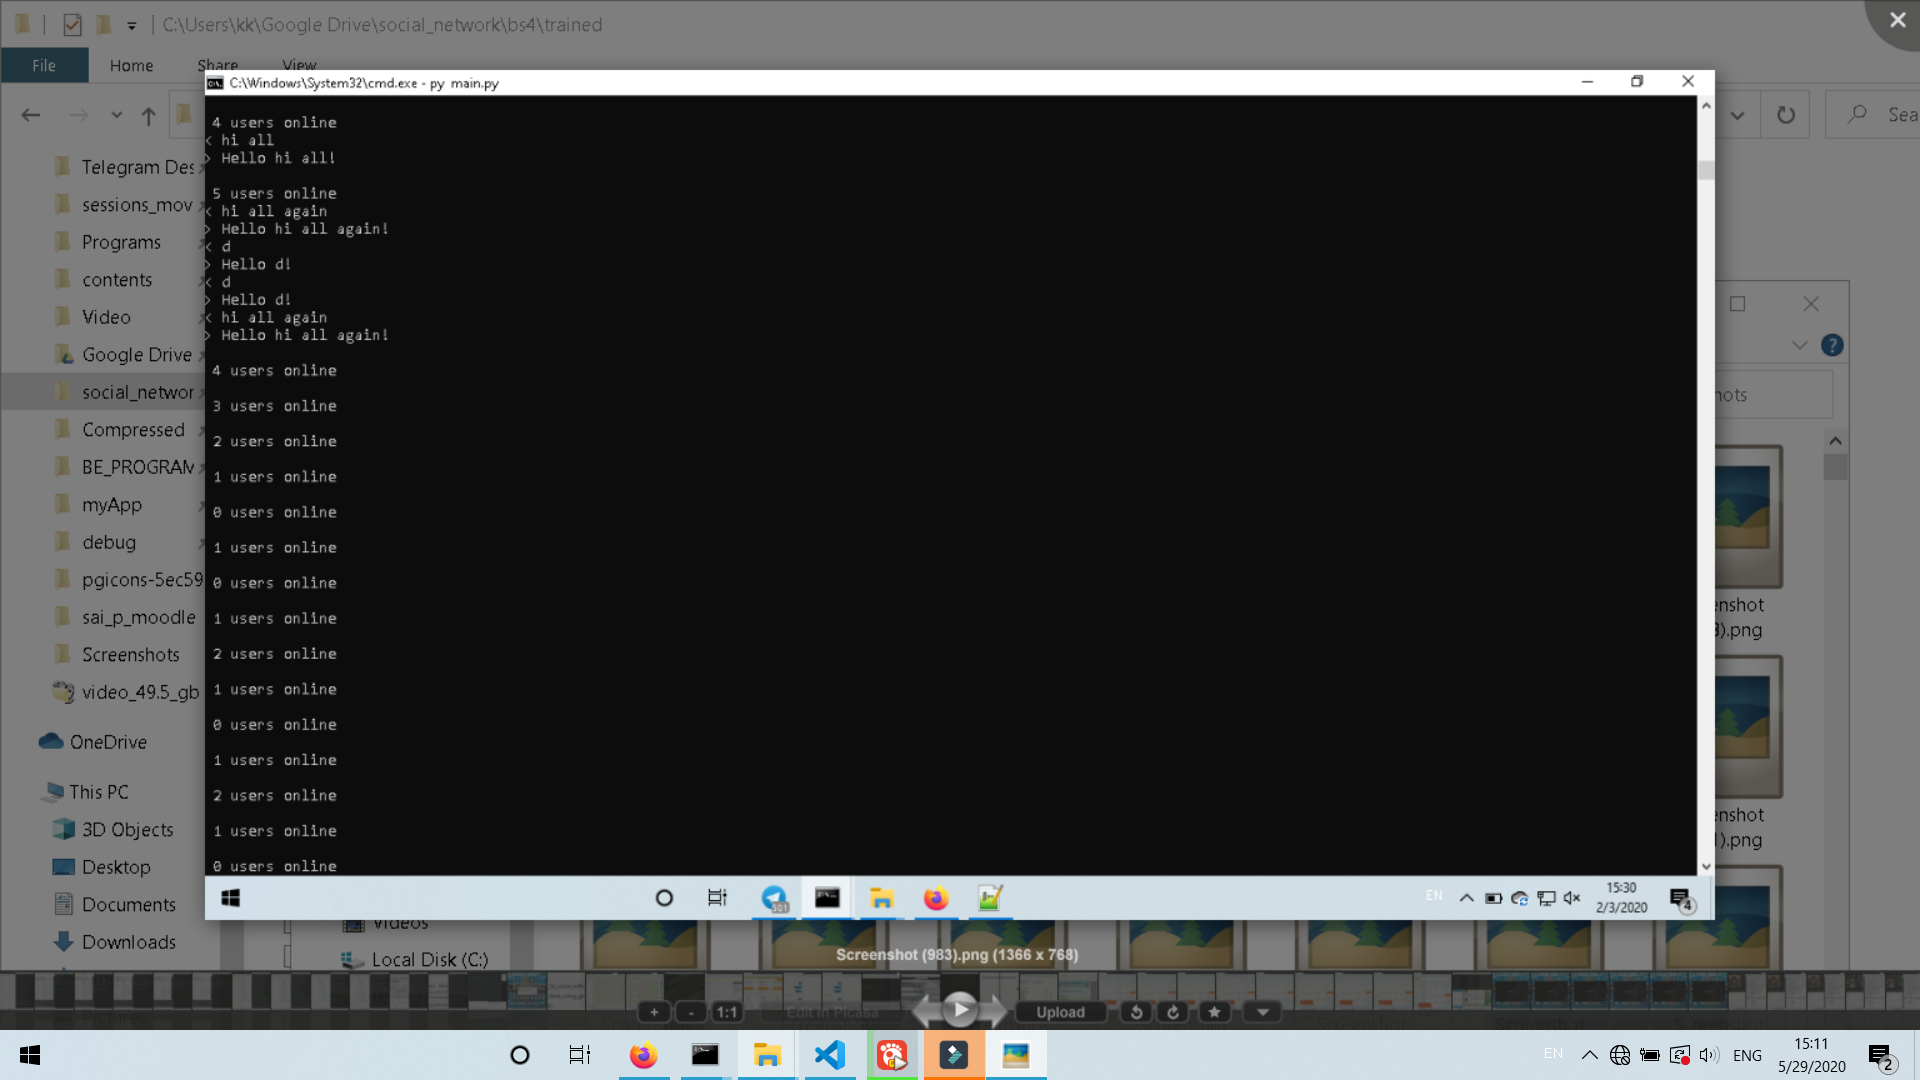 C:\Users\kk\Google Drive\social_network\bs4\trained
File Home Share View
C:\Windows\System32\cmd.exe - py main.py
4 users online
< hi all
> Hello hi all!
5 users online
< hi all again
> Hello hi all again!
< d
> Hello d!
< d
> Hello d!
< hi all again
> Hello hi all again!
4 users online
3 users online
2 users online
1 users online
0 users online
1 users online
0 users online
1 users online
2 users online
1 users online
0 users online
1 users online
2 users online
1 users online
0 users online
EN
501
15:30
2/3/2020
4
Sea
Telegram Des
sessions_mov
Programs
contents
Video
Google Drive
social_networ
Compressed
BE_PROGRAM
myApp
debug
pgicons-5ec59
sai_p_moodle
Screenshots
video_49.5_gb
OneDrive
This PC
3D Objects
Desktop
Documents
Downloads
Videos
Local Disk (C:)
hots
enshot
3).png
enshot
).png
Screenshot (983).png (1366 x 768)
+ - 1:1 Edit in Picasa Upload
EN ENG
15:11
5/29/2020
2